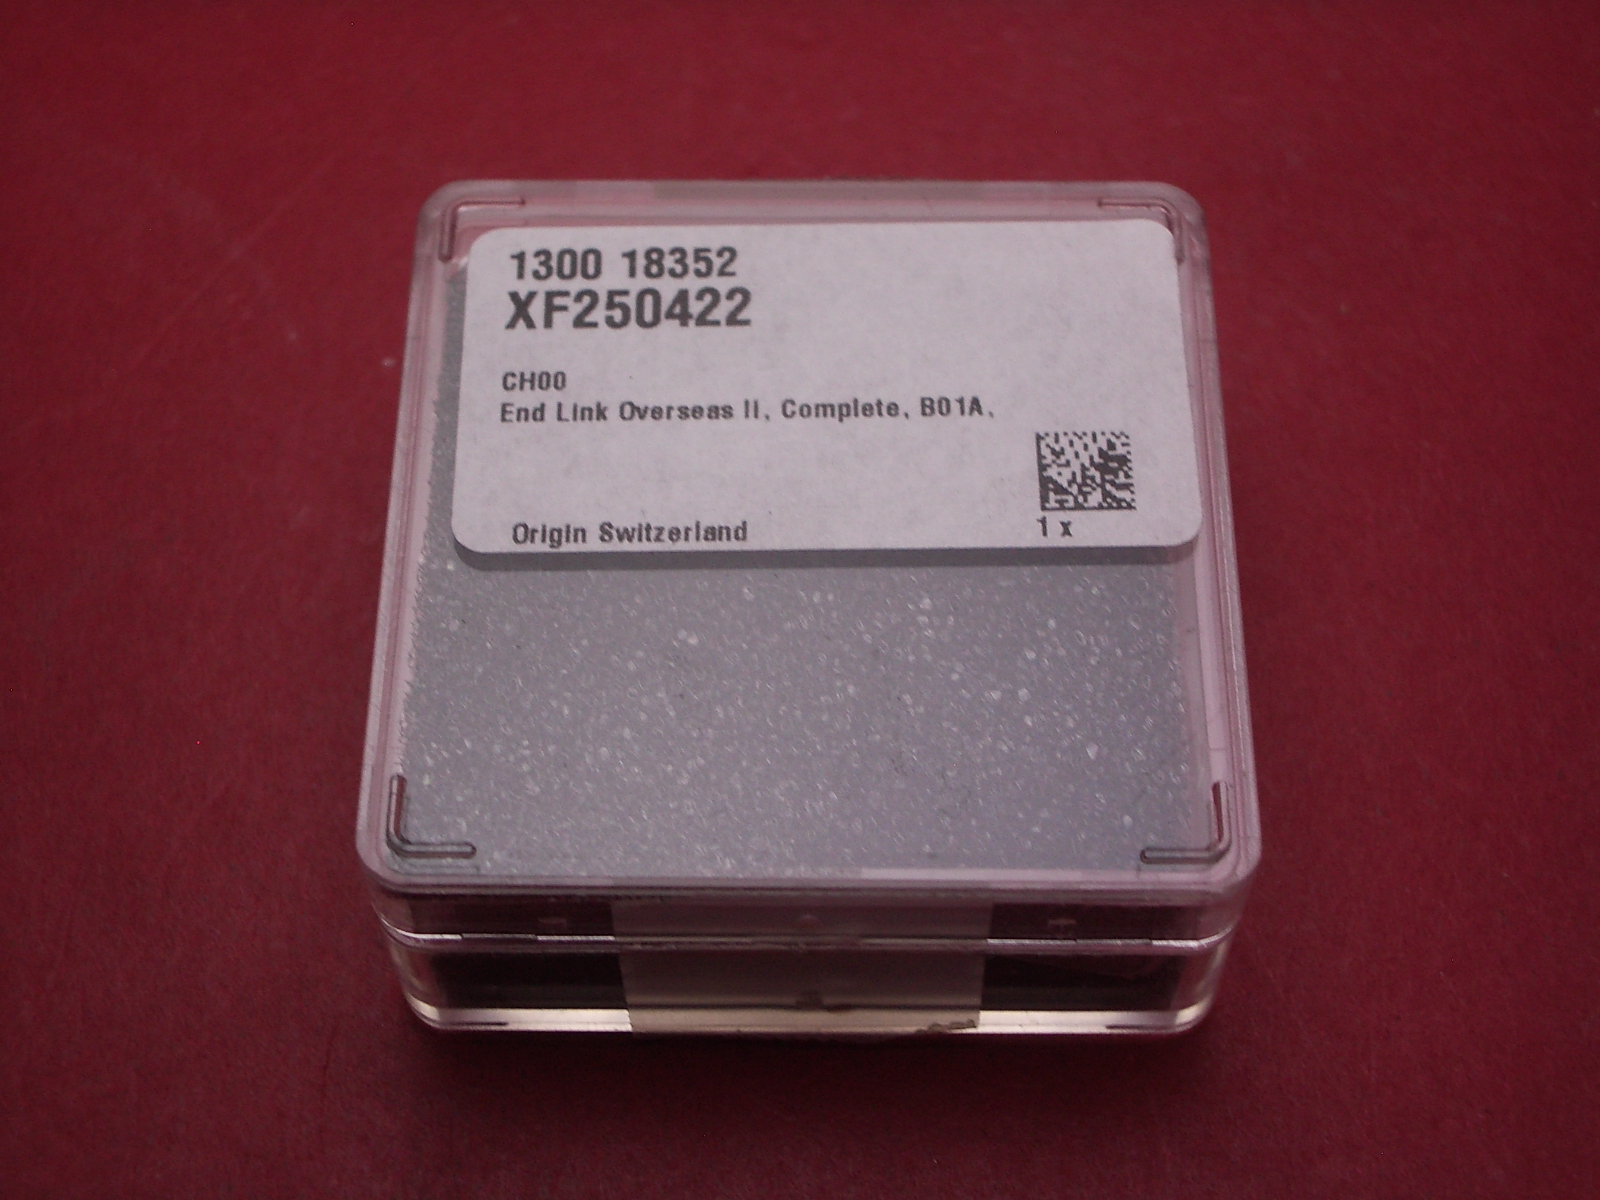 1300 18352
XF250422
CH00
End Link Overseas II, Complete, B01A,
Origin Switzerland
1 x